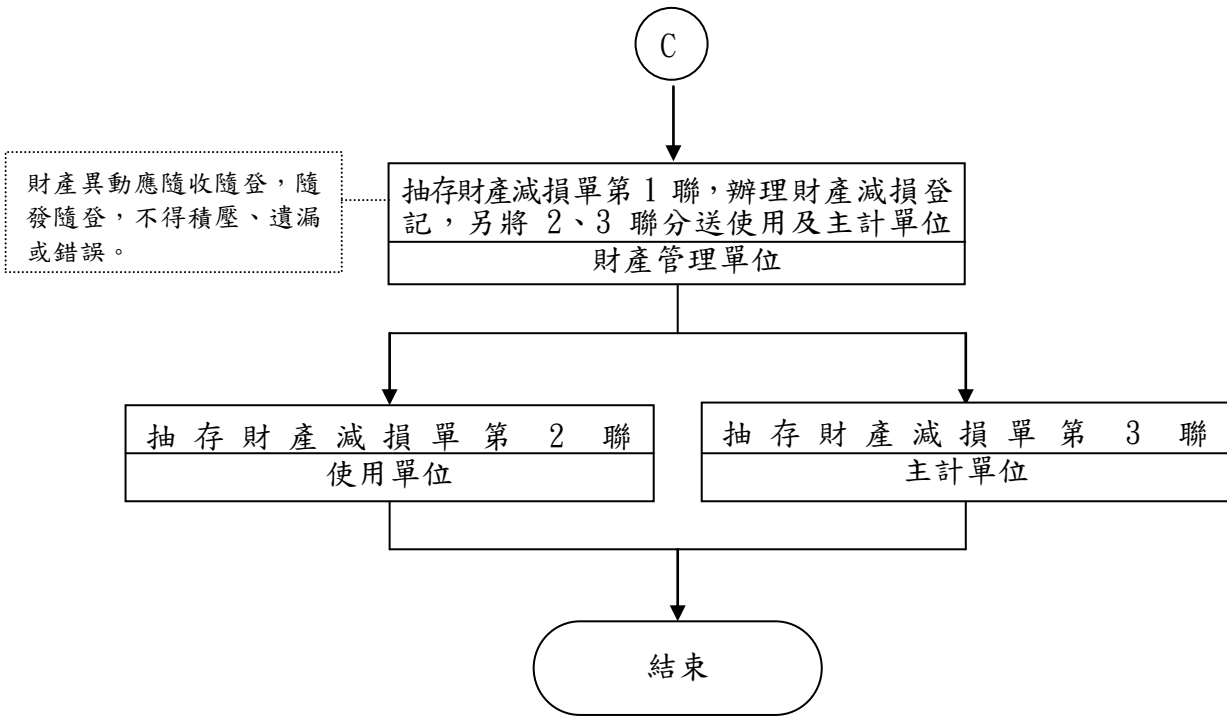 C
財產異動應隨收隨登，隨
發隨登，不得積壓、遺漏
或錯誤。
抽存財產減損單第 1 聯，辦理財產減損登
記，另將 2、3 聯分送使用及主計單位
財產管理單位
抽存財產減損單第 2 聯
使用單位
抽存財產減損單第 3 聯
主計單位
結束